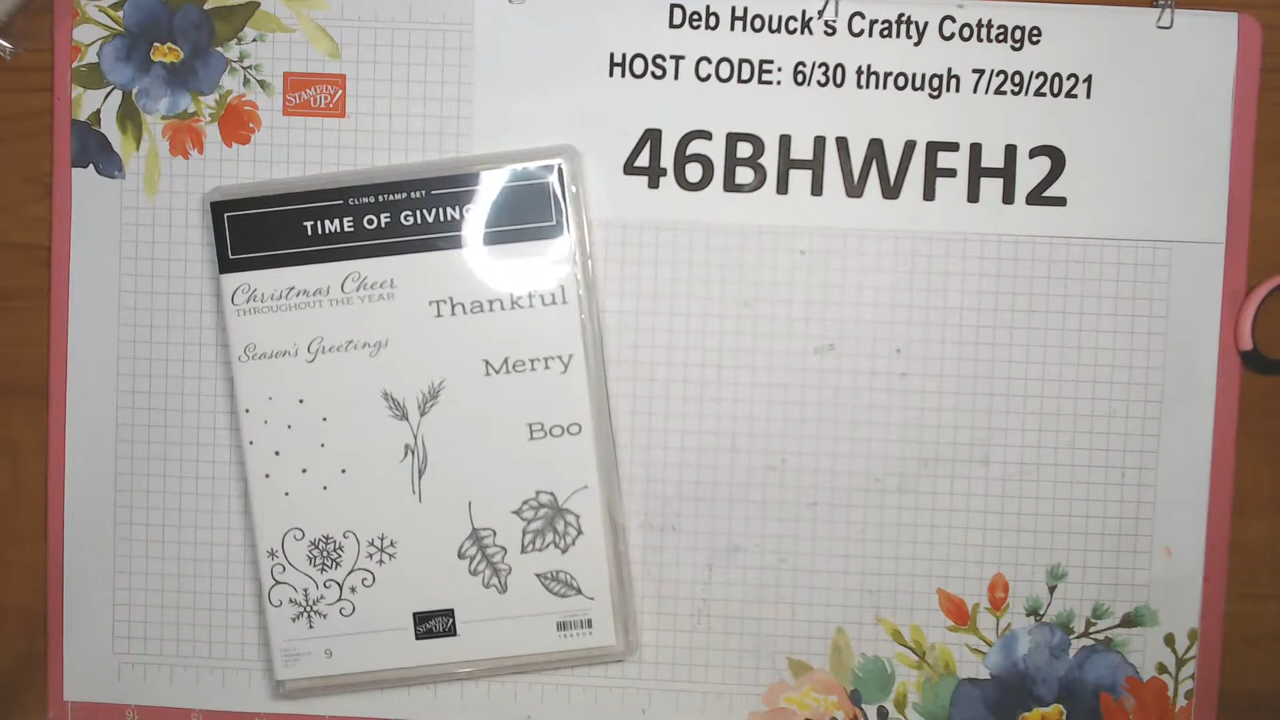 Deb Houck's Crafty Cottage
HOST CODE: 6/30 through 7/29/2021
46BHWFH2
STAMPIN' UP!
CLING STAMP SET
TIME OF GIVING
Christmas Cheer
THROUGHOUT THE YEAR
Thankful
Season's Greetings
Merry
Boo
STAMPIN' UP!
9